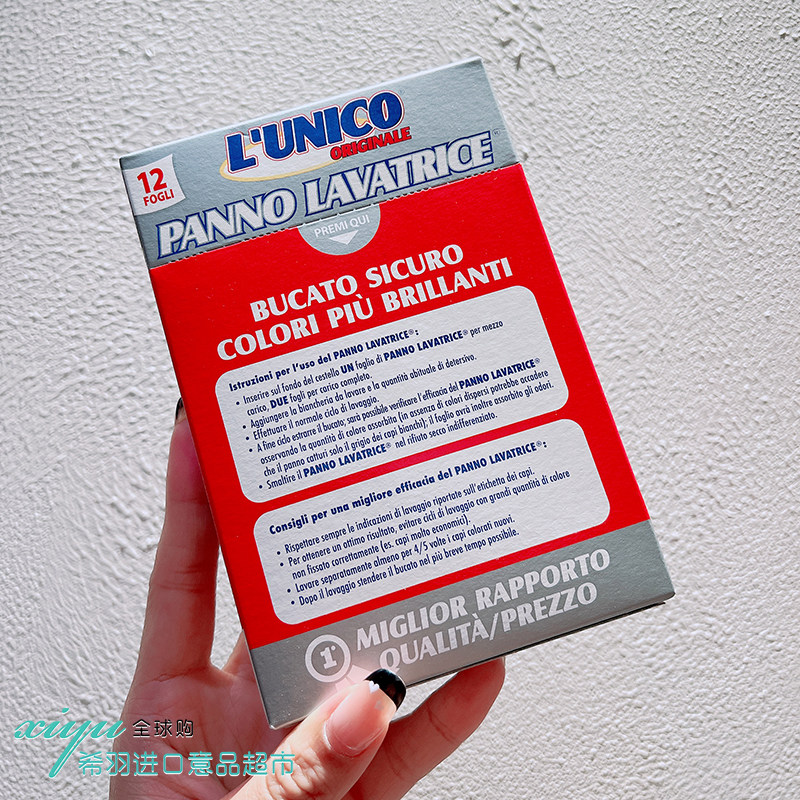 L'UNICO
ORIGINALE
12
FOGLI
PANNO LAVATRICE®
PREMI QUI
BUCATO SICURO
COLORI PIÙ BRILLANTI
Istruzioni per l'uso del PANNO LAVATRICE®:
• Inserire sul fondo del cestello UN foglio di PANNO LAVATRICE® per mezzo
carico, DUE fogli per carico completo.
• Aggiungere la biancheria da lavare e la quantità abituale di detersivo.
• Effettuare il normale ciclo di lavaggio.
• A fine ciclo estrarre il bucato; sarà possibile verificare l'efficacia del PANNO LAVATRICE®
osservando la quantità di colore assorbita (in assenza di colori dispersi potrebbe accadere
che il panno catturi solo il grigio dei capi bianchi); il foglio avrà inoltre assorbito gli odori.
• Smaltire il PANNO LAVATRICE® nel rifiuto secco indifferenziato.
Consigli per una migliore efficacia del PANNO LAVATRICE®:
• Rispettare sempre le indicazioni di lavaggio riportate sull'etichetta dei capi.
• Per ottenere un ottimo risultato, evitare cicli di lavaggio con grandi quantità di colore
non fissato correttamente (es. capi molto economici).
• Lavare separatamente almeno per 4/5 volte i capi colorati nuovi.
• Dopo il lavaggio stendere il bucato nel più breve tempo possibile.
1°
MIGLIOR RAPPORTO
QUALITÀ/PREZZO
xiyu 全球购
希羽进口意品超市